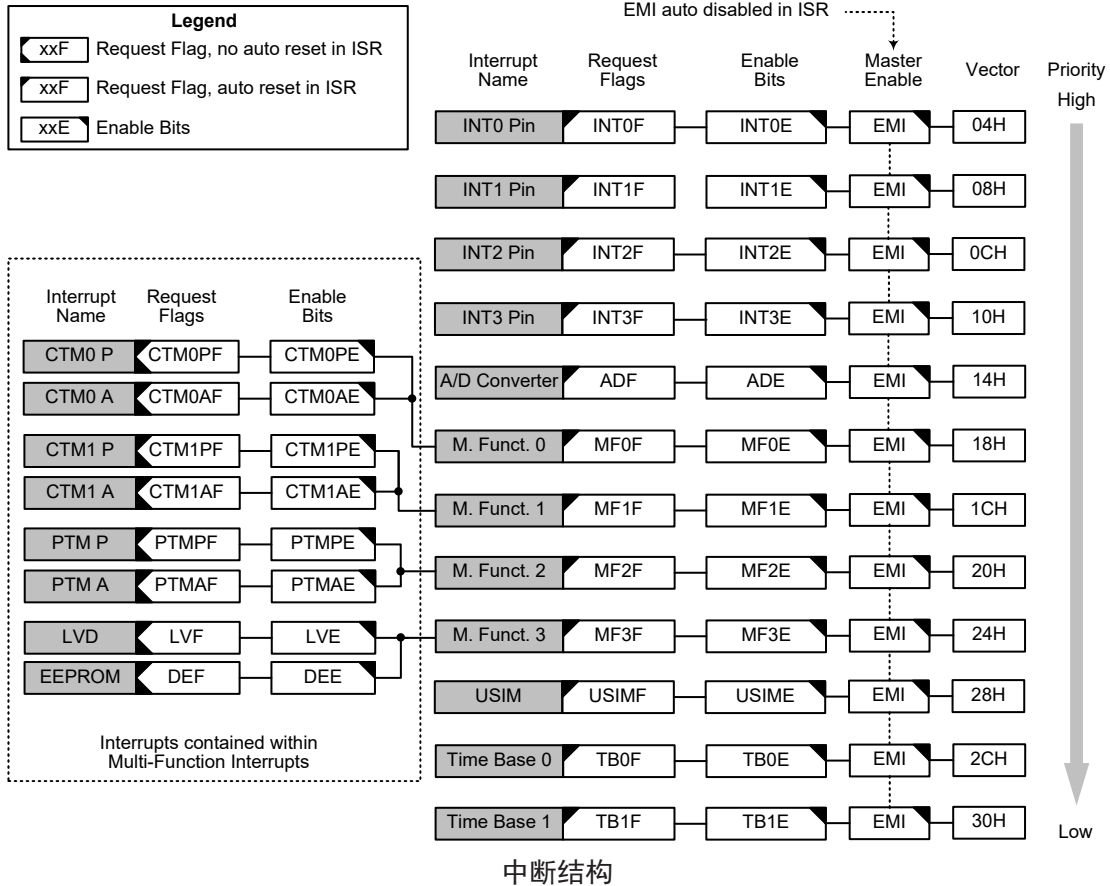 Legend
xxF Request Flag, no auto reset in ISR
xxF Request Flag, auto reset in ISR
xxE Enable Bits
EMI auto disabled in ISR
Interrupt Name Request Flags Enable Bits Master Enable Vector Priority
High
INT0 Pin INT0F INT0E EMI 04H
INT1 Pin INT1F INT1E EMI 08H
INT2 Pin INT2F INT2E EMI 0CH
INT3 Pin INT3F INT3E EMI 10H
A/D Converter ADF ADE EMI 14H
M. Funct. 0 MF0F MF0E EMI 18H
M. Funct. 1 MF1F MF1E EMI 1CH
M. Funct. 2 MF2F MF2E EMI 20H
M. Funct. 3 MF3F MF3E EMI 24H
USIM USIMF USIME EMI 28H
Time Base 0 TB0F TB0E EMI 2CH
Time Base 1 TB1F TB1E EMI 30H
Low
Interrupt Name Request Flags Enable Bits
CTM0 P CTM0PF CTM0PE
CTM0 A CTM0AF CTM0AE
CTM1 P CTM1PF CTM1PE
CTM1 A CTM1AF CTM1AE
PTM P PTMPF PTMPE
PTM A PTMAF PTMAE
LVD LVF LVE
EEPROM DEF DEE
Interrupts contained within
Multi-Function Interrupts
中断结构